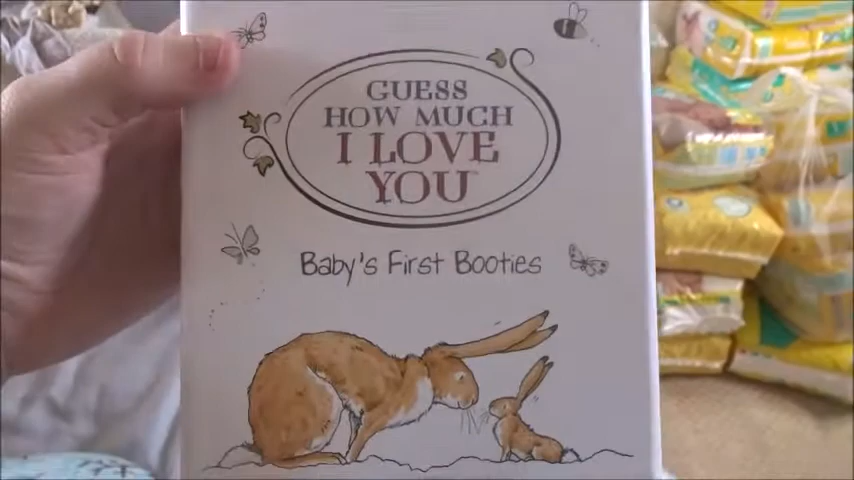 GUESS
HOW MUCH
I LOVE
YOU
Baby's First Booties